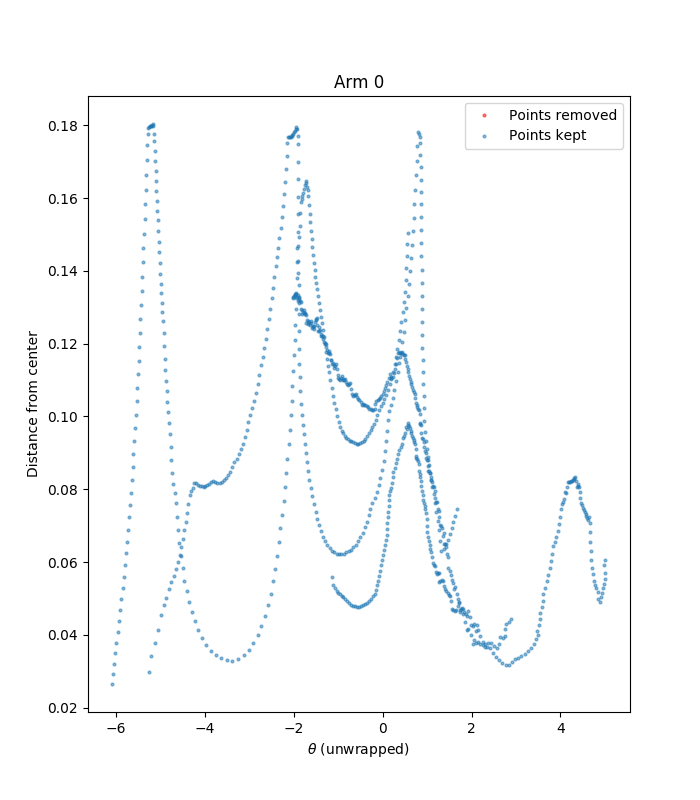 Arm 0
Points removed
Points kept
Distance from center
0.18
0.16
0.14
0.12
0.10
0.08
0.06
0.04
0.02
−6 −4 −2 0 2 4
θ (unwrapped)